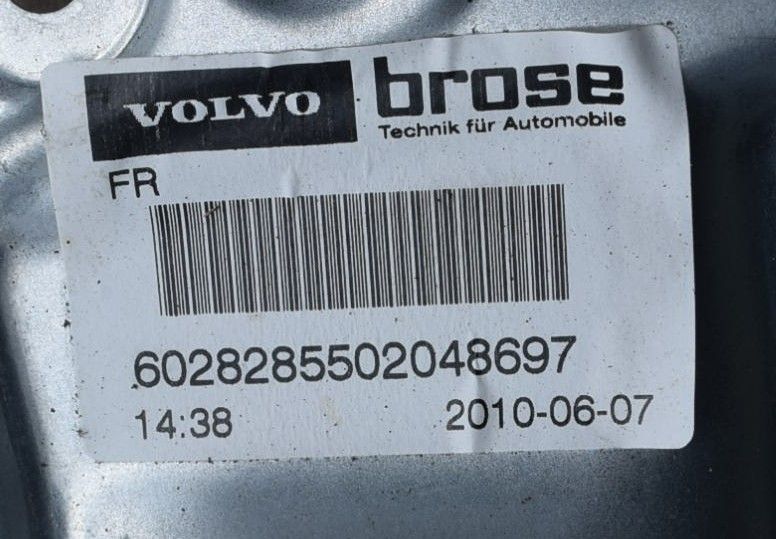 VOLVO
brose
Technik für Automobile
FR
6028285502048697
14:38 2010-06-07